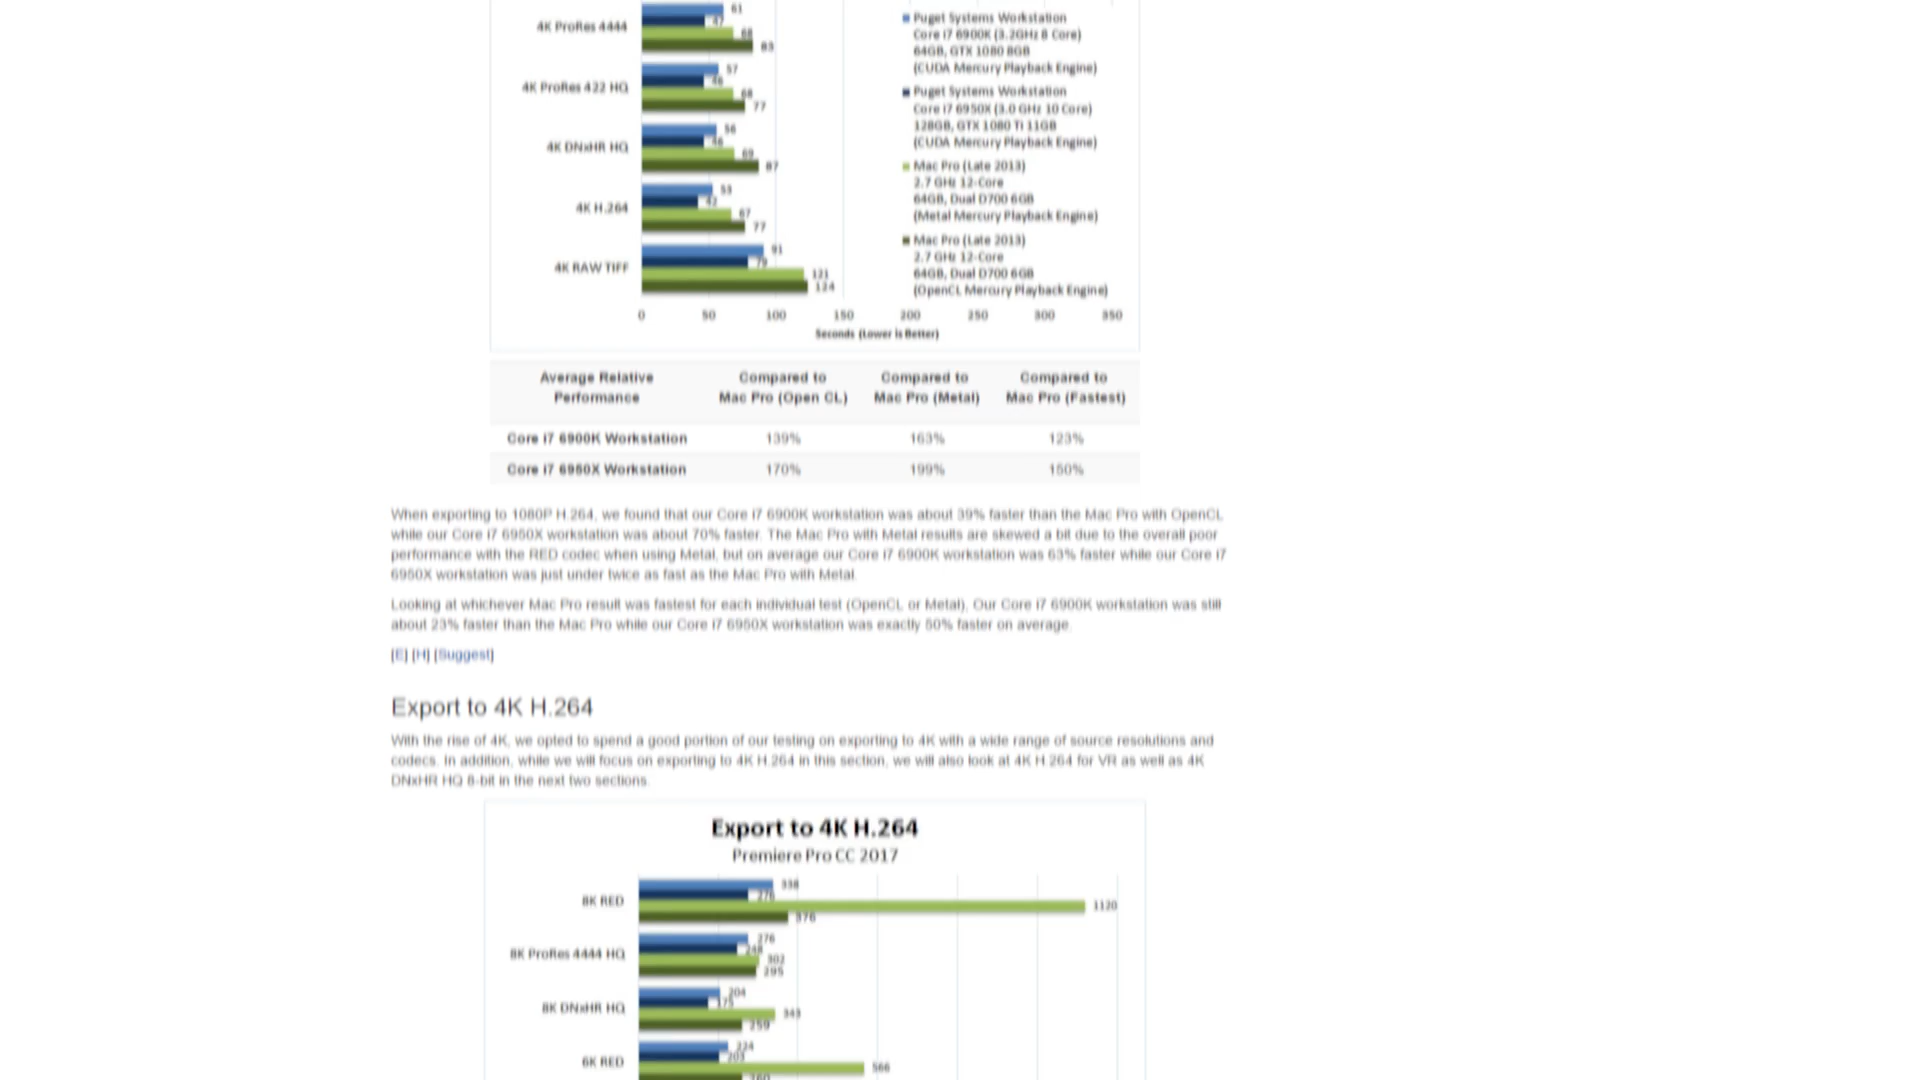 4K ProRes 4444
61
47
68
83
4K ProRes 422 HQ
57
46
68
77
4K DNxHR HQ
56
46
69
87
4K H.264
53
42
67
77
4K RAW TIFF
91
79
121
124
0 50 100 150 200 250 300 350
Seconds (Lower is Better)
Puget Systems Workstation
Core i7 6900K (3.2GHz 8 Core)
64GB, GTX 1080 8GB
(CUDA Mercury Playback Engine)
Puget Systems Workstation
Core i7 6950X (3.0 GHz 10 Core)
128GB, GTX 1080 Ti 11GB
(CUDA Mercury Playback Engine)
Mac Pro (Late 2013)
2.7 GHz 12-Core
64GB, Dual D700 6GB
(Metal Mercury Playback Engine)
Mac Pro (Late 2013)
2.7 GHz 12-Core
64GB, Dual D700 6GB
(OpenCL Mercury Playback Engine)
Average Relative Performance Compared to Mac Pro (Open CL) Compared to Mac Pro (Metal) Compared to Mac Pro (Fastest)
Core i7 6900K Workstation 139% 163% 123%
Core i7 6950X Workstation 170% 199% 150%
When exporting to 1080P H.264, we found that our Core i7 6900K workstation was about 39% faster than the Mac Pro with OpenCL
while our Core i7 6950X workstation was about 70% faster. The Mac Pro with Metal results are skewed a bit due to the overall poor
performance with the RED codec when using Metal, but on average our Core i7 6900K workstation was 63% faster while our Core i7
6950X workstation was just under twice as fast as the Mac Pro with Metal.
Looking at whichever Mac Pro result was fastest for each individual test (OpenCL or Metal), Our Core i7 6900K workstation was still
about 23% faster than the Mac Pro while our Core i7 6950X workstation was exactly 50% faster on average.
[E] [H] [Suggest]
Export to 4K H.264
With the rise of 4K, we opted to spend a good portion of our testing on exporting to 4K with a wide range of source resolutions and
codecs. In addition, while we will focus on exporting to 4K H.264 in this section, we will also look at 4K H.264 for VR as well as 4K
DNxHR HQ 8-bit in the next two sections.
Export to 4K H.264
Premiere Pro CC 2017
8K RED
338
276
1120
376
8K ProRes 4444 HQ
276
248
302
295
8K DNxHR HQ
204
175
343
259
6K RED
224
203
566